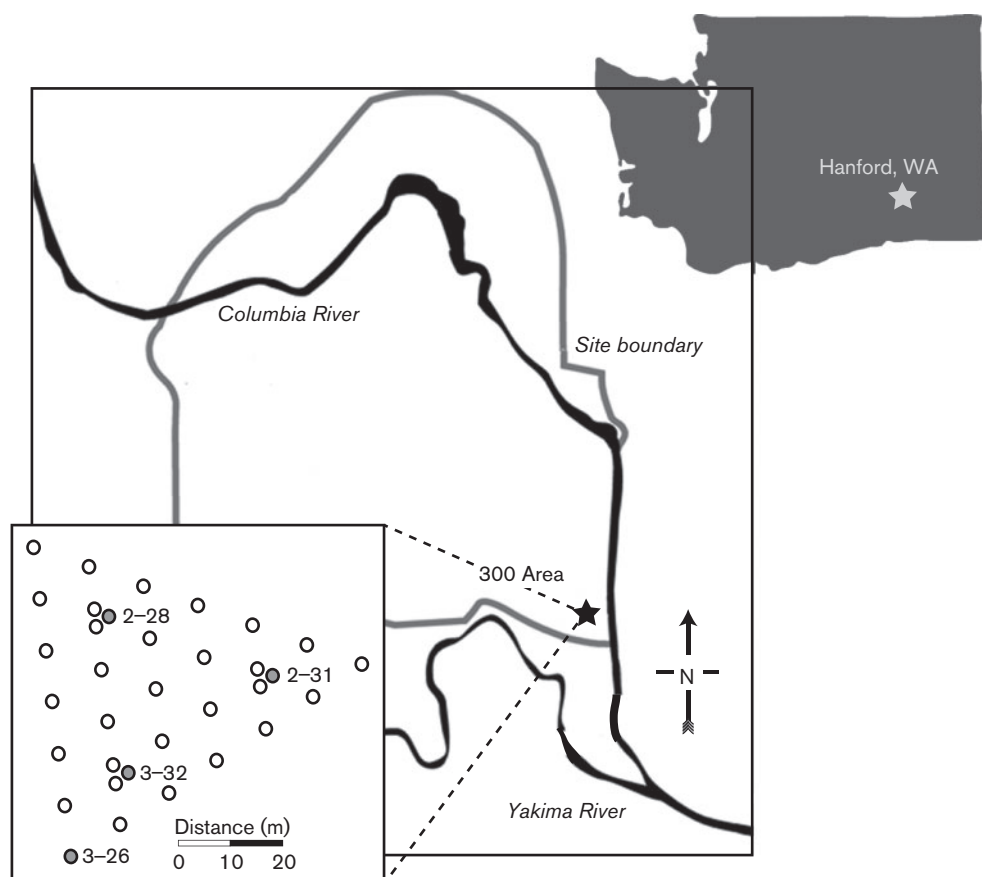 Hanford, WA
Columbia River
Site boundary
300 Area
N
2–28
2–31
3–32
3–26
Distance (m)
0 10 20
Yakima River